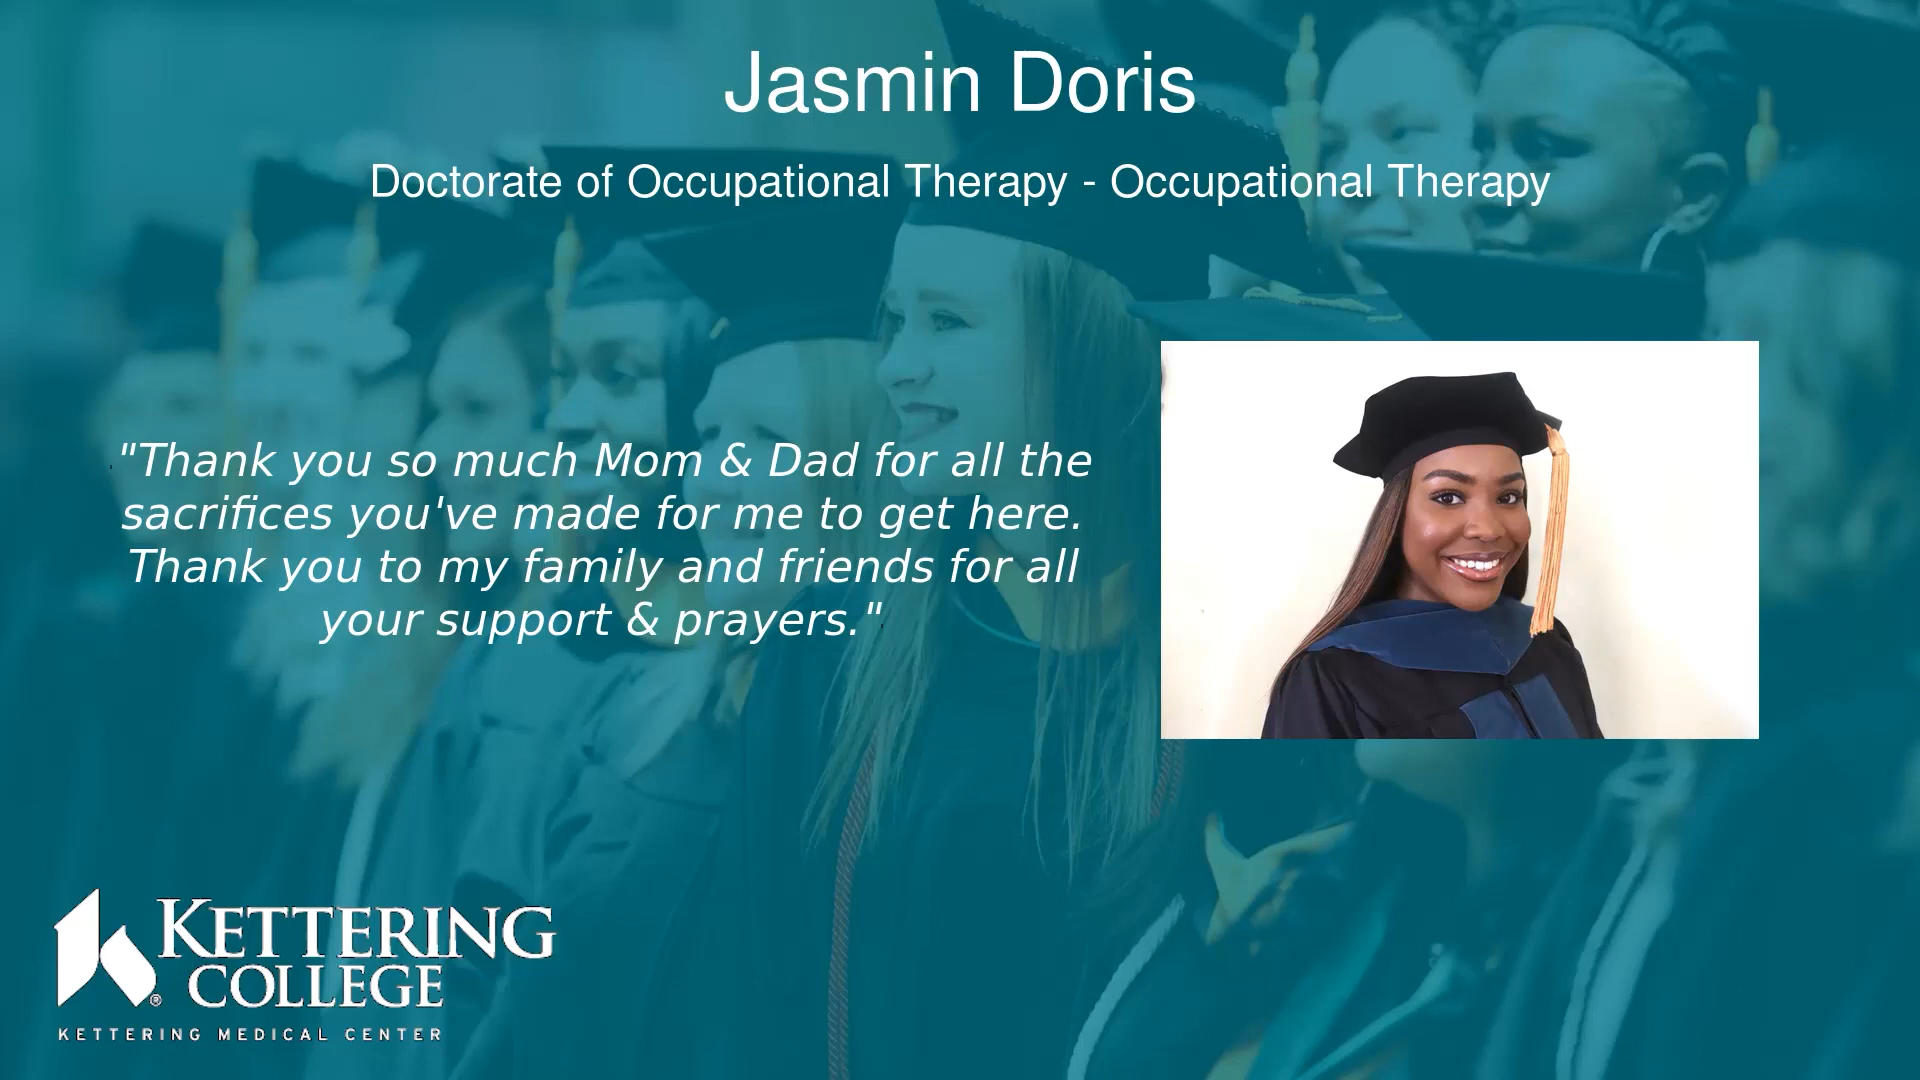 Jasmin Doris
Doctorate of Occupational Therapy - Occupational Therapy
"Thank you so much Mom & Dad for all the
sacrifices you've made for me to get here.
Thank you to my family and friends for all
your support & prayers."
KETTERING
COLLEGE
®
KETTERING MEDICAL CENTER